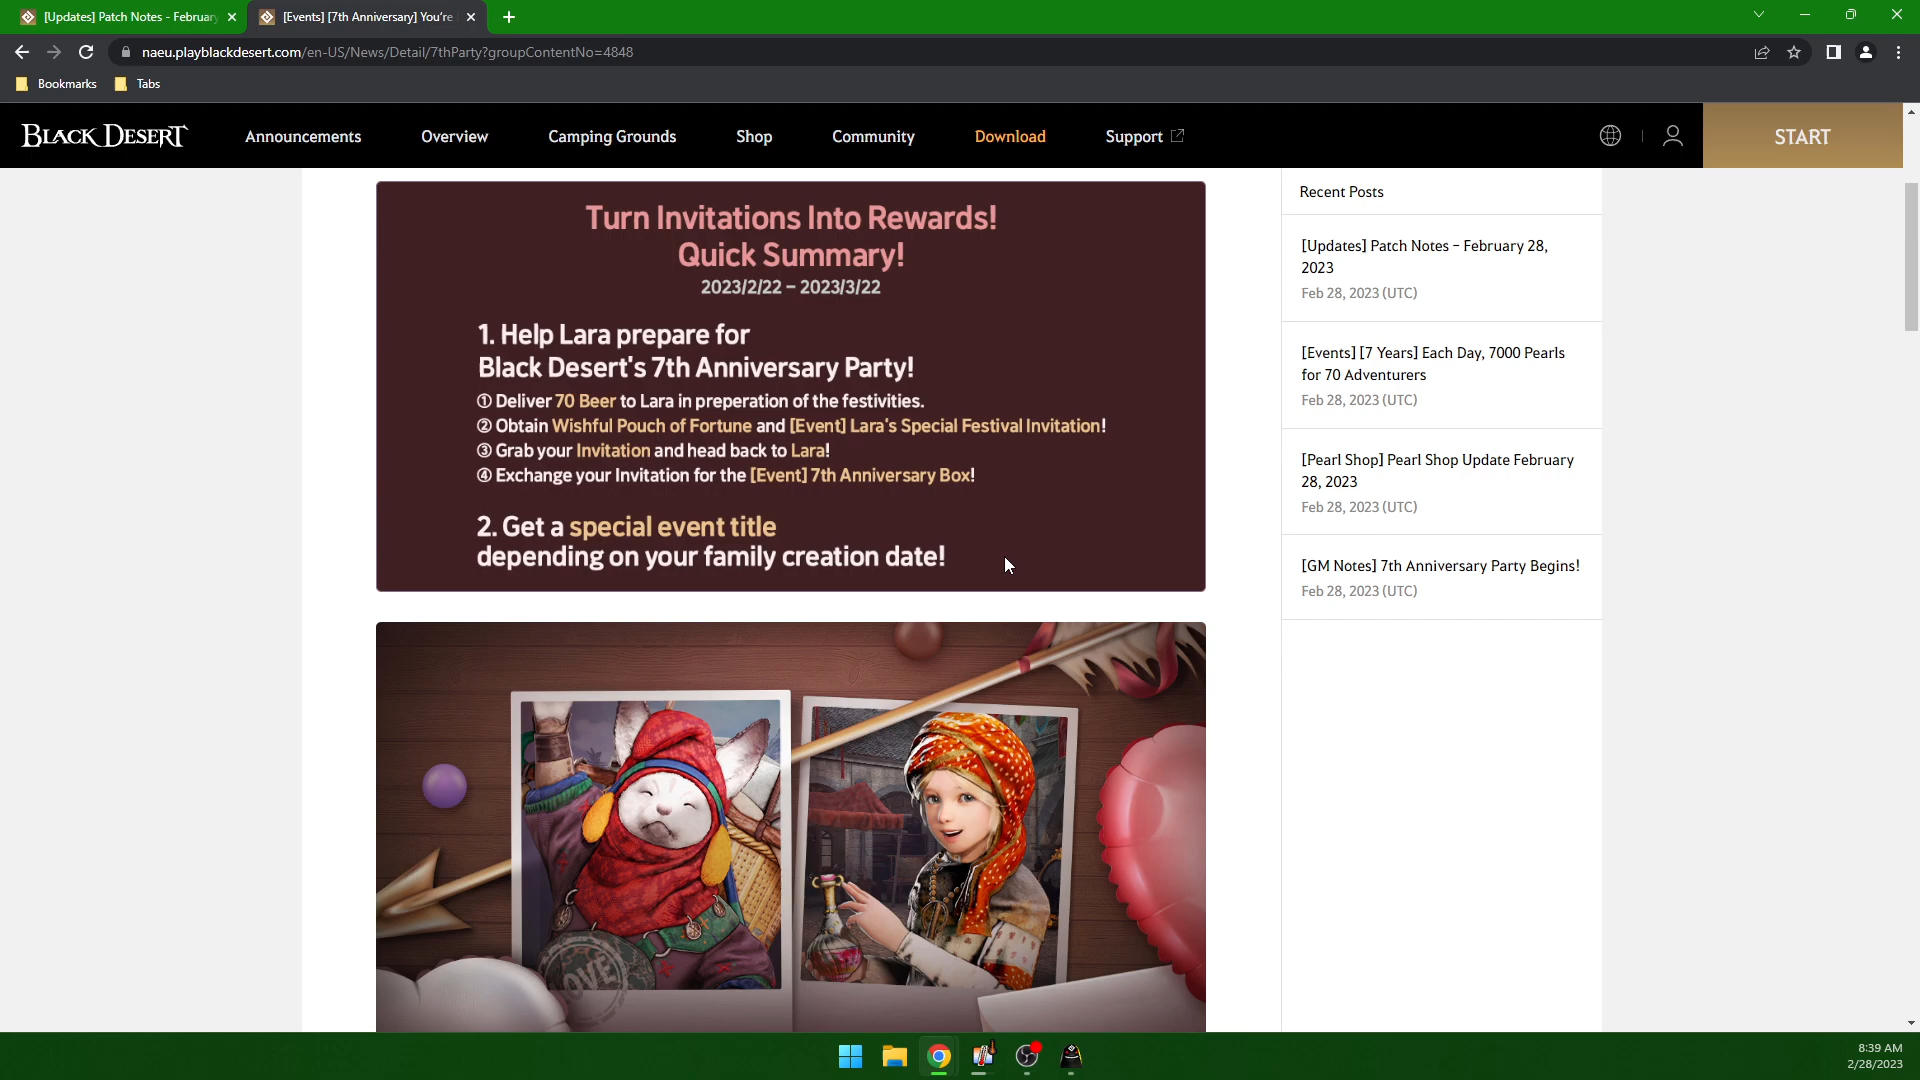 [Updates] Patch Notes - February
[Events] [7th Anniversary] You're
naeu.playblackdesert.com/en-US/News/Detail/7thParty?groupContentNo=4848
Bookmarks
Tabs
BLACK DESERT
Announcements
Overview
Camping Grounds
Shop
Community
Download
Support
START
Turn Invitations Into Rewards!
Quick Summary!
2023/2/22 – 2023/3/22
1. Help Lara prepare for
Black Desert's 7th Anniversary Party!
① Deliver 70 Beer to Lara in preperation of the festivities.
② Obtain Wishful Pouch of Fortune and [Event] Lara's Special Festival Invitation!
③ Grab your Invitation and head back to Lara!
④ Exchange your Invitation for the [Event] 7th Anniversary Box!
2. Get a special event title
depending on your family creation date!
Recent Posts
[Updates] Patch Notes – February 28,
2023
Feb 28, 2023 (UTC)
[Events] [7 Years] Each Day, 7000 Pearls
for 70 Adventurers
Feb 28, 2023 (UTC)
[Pearl Shop] Pearl Shop Update February
28, 2023
Feb 28, 2023 (UTC)
[GM Notes] 7th Anniversary Party Begins!
Feb 28, 2023 (UTC)
LOVE
8:39 AM
2/28/2023